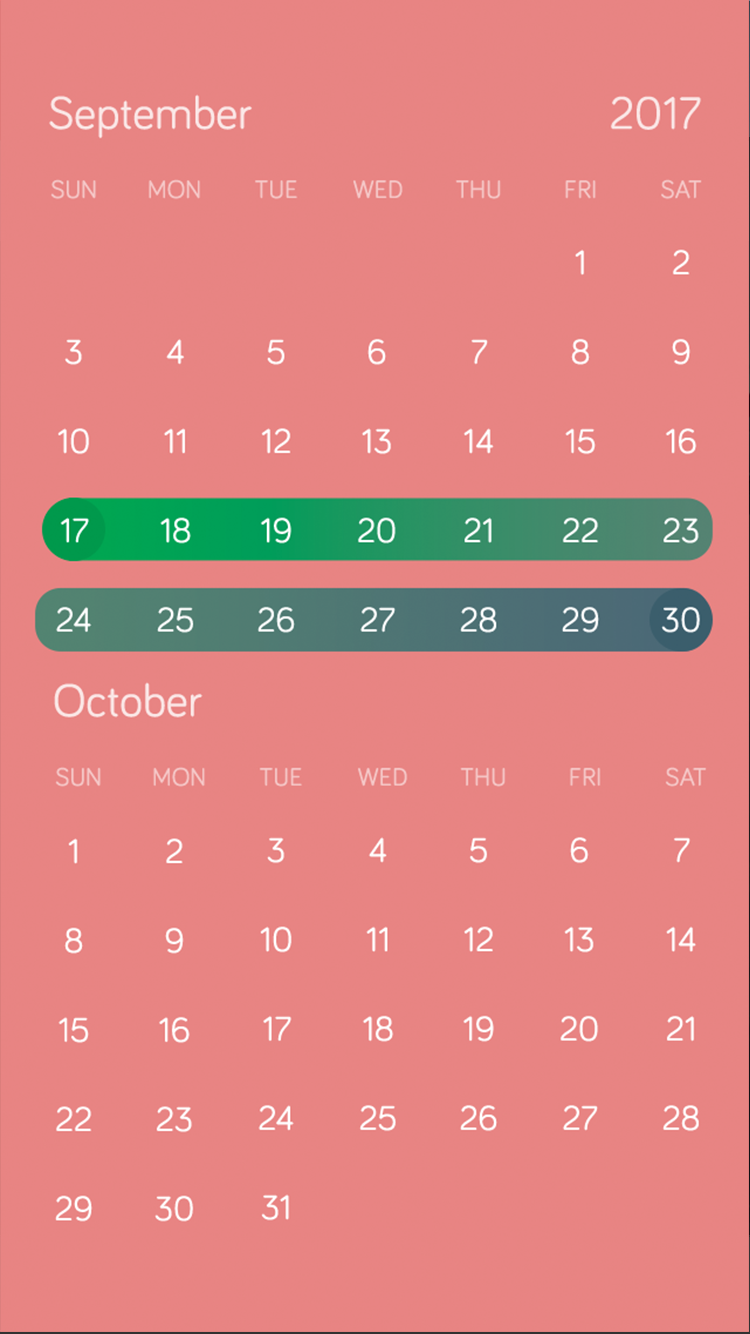 September 2017
SUN MON TUE WED THU FRI SAT
1 2
3 4 5 6 7 8 9
10 11 12 13 14 15 16
17 18 19 20 21 22 23
24 25 26 27 28 29 30
October
SUN MON TUE WED THU FRI SAT
1 2 3 4 5 6 7
8 9 10 11 12 13 14
15 16 17 18 19 20 21
22 23 24 25 26 27 28
29 30 31